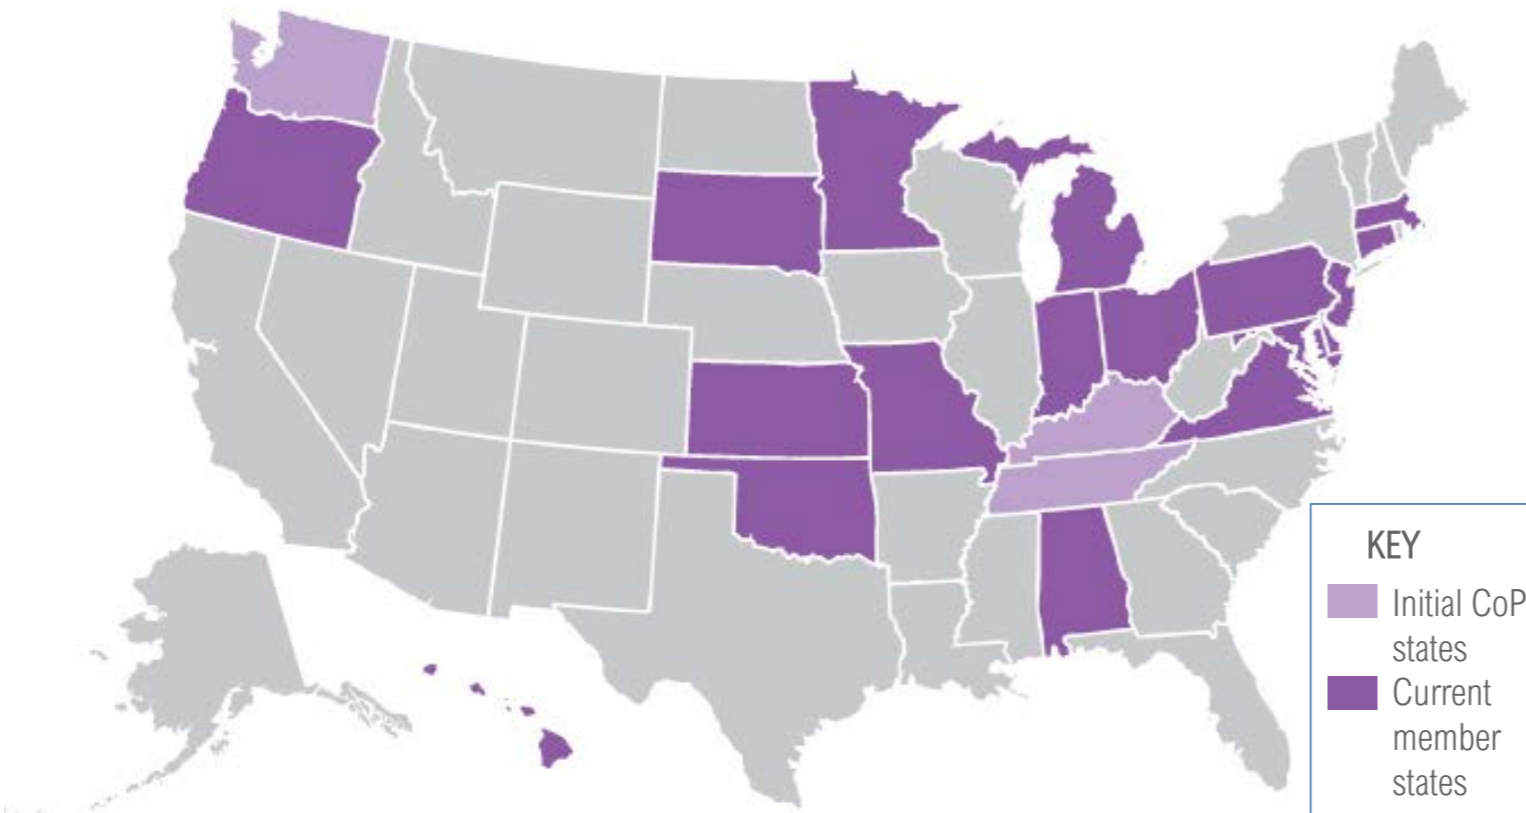 KEY
Initial CoP
states
Current
member
states